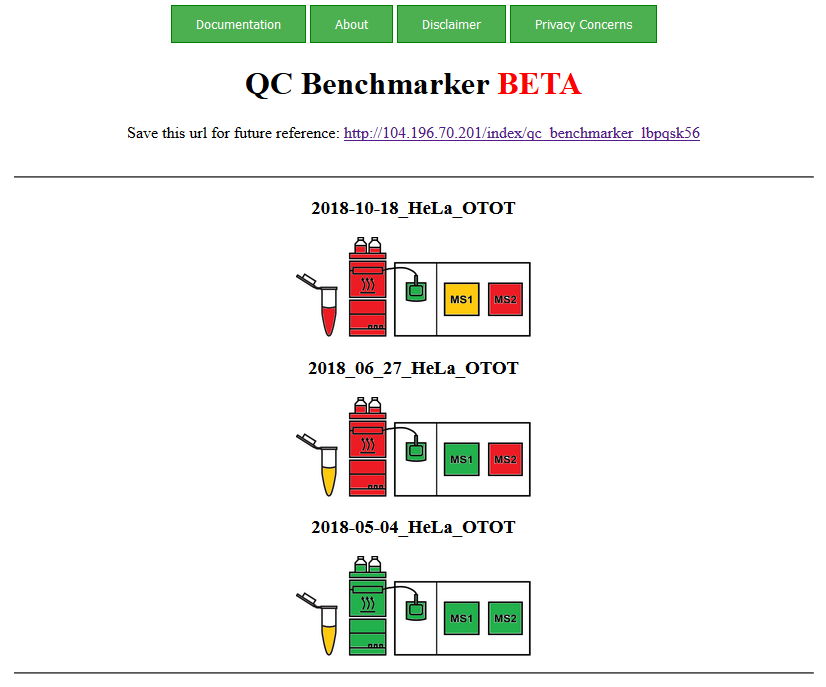 Documentation About Disclaimer Privacy Concerns
QC Benchmarker BETA
Save this url for future reference: http://104.196.70.201/index/qc_benchmarker_lbpqsk56
2018-10-18_HeLa_OTOT
MS1 MS2
2018_06_27_HeLa_OTOT
MS1 MS2
2018-05-04_HeLa_OTOT
MS1 MS2